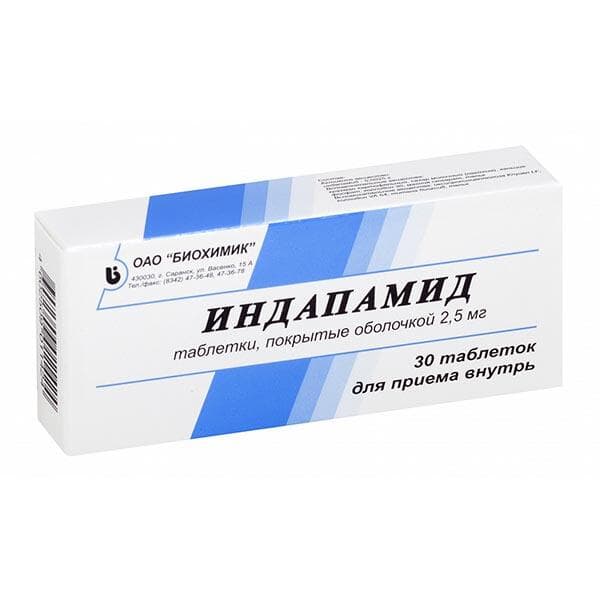 Состав:
ОАО "БИОХИМИК"
430030, г. Саранск, ул. Васенко, 15 А
Тел./факс: (8342) 47-36-48, 47-36-78
ИНДАПАМИД
таблетки, покрытые оболочкой 2,5 мг
30 таблеток
для приема внутрь